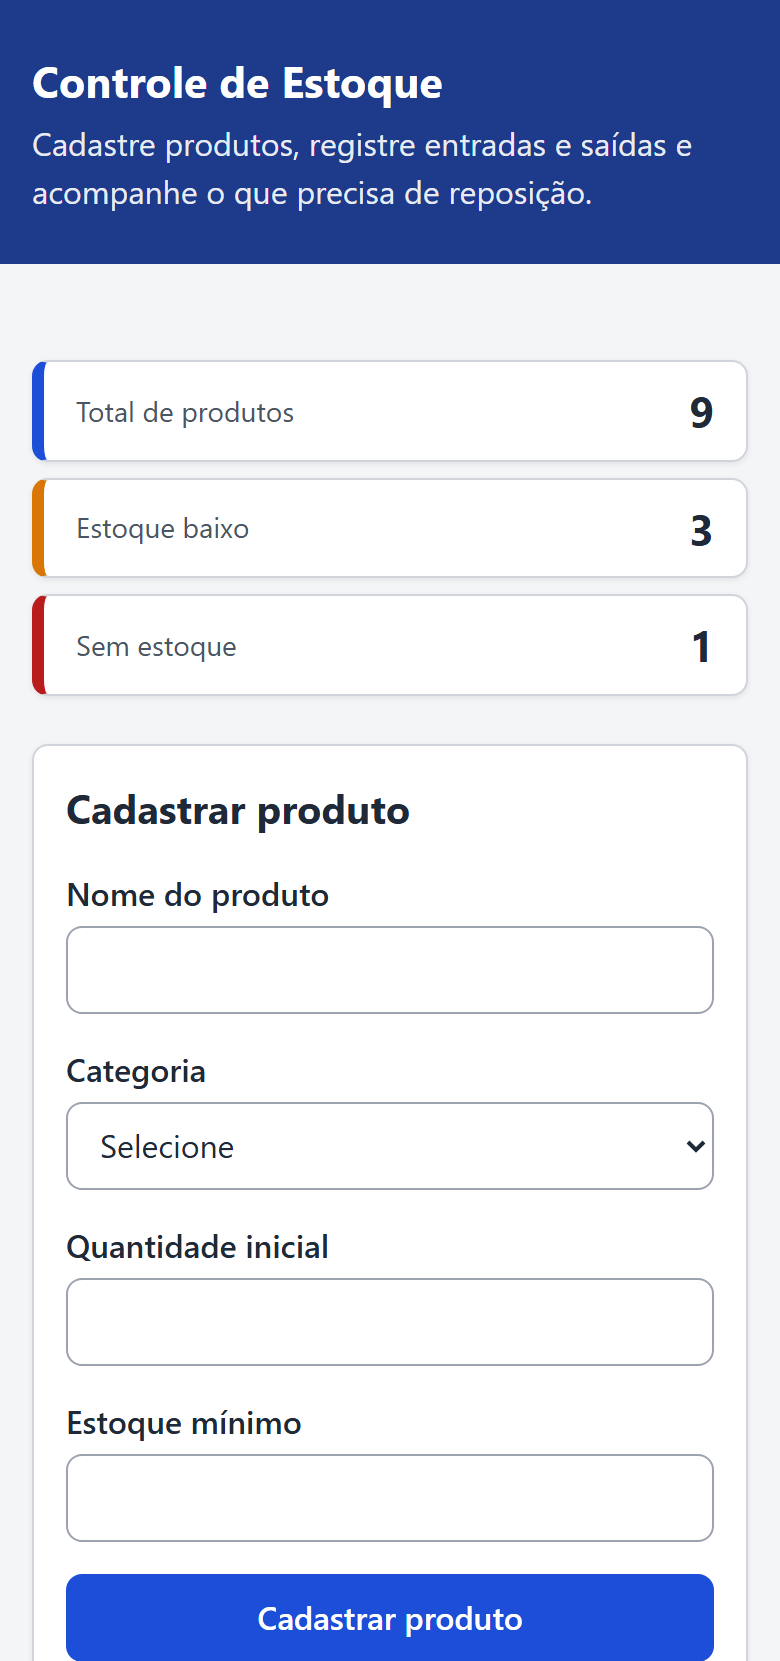 Controle de Estoque
Cadastre produtos, registre entradas e saídas e
acompanhe o que precisa de reposição.
Total de produtos 9
Estoque baixo 3
Sem estoque 1
Cadastrar produto
Nome do produto
Categoria
Selecione
Quantidade inicial
Estoque mínimo
Cadastrar produto